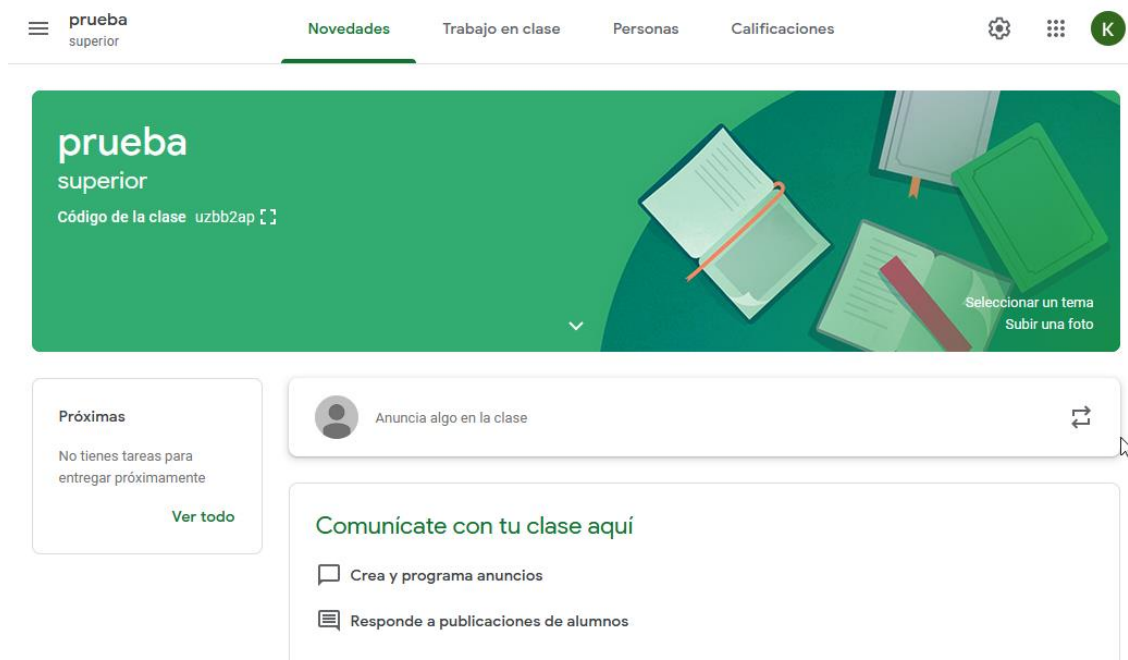 prueba
superior
Novedades
Trabajo en clase
Personas
Calificaciones
K
prueba
superior
Código de la clase uzbb2ap
Seleccionar un tema
Subir una foto
Próximas
No tienes tareas para
entregar próximamente
Ver todo
Anuncia algo en la clase
Comunícate con tu clase aquí
Crea y programa anuncios
Responde a publicaciones de alumnos